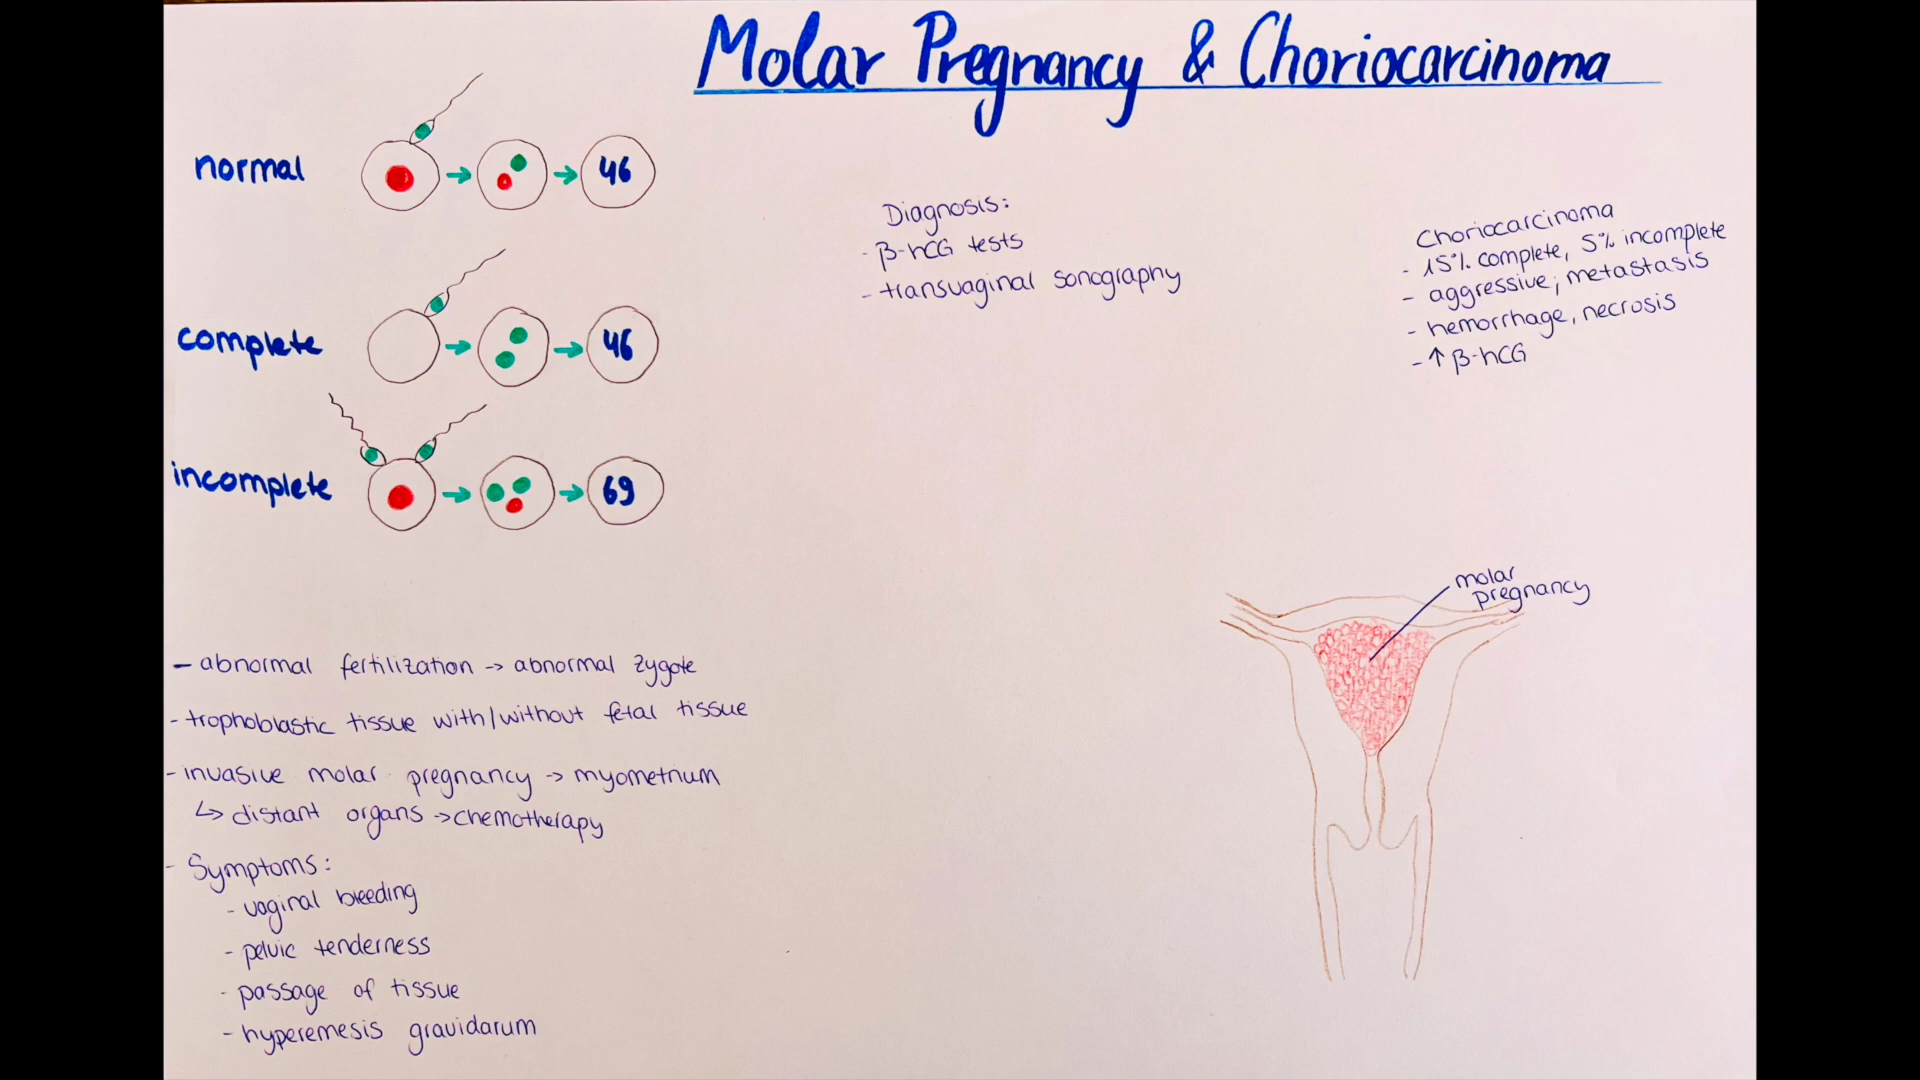 Molar Pregnancy & Choriocarcinoma
normal
46
complete
46
incomplete
69
- abnormal fertilization → abnormal zygote
- trophoblastic tissue with/without fetal tissue
- invasive molar pregnancy → myometrium
↳ distant organs → chemotherapy
- Symptoms:
- vaginal bleeding
- pelvic tenderness
- passage of tissue
- hyperemesis gravidarum
Diagnosis:
- β-hCG tests
- transvaginal sonography
Choriocarcinoma
- 15% complete, 5% incomplete
- aggressive; metastasis
- hemorrhage, necrosis
- ↑ β-hCG
molar
pregnancy